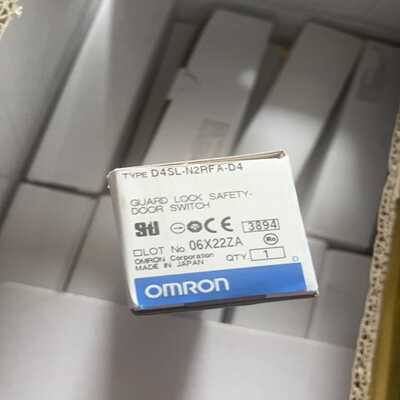 TYPE D4SL-N2RFA-D4
GUARD LOCK SAFETY-
DOOR SWITCH
CE 3894
LOT No. 06X22ZA
OMRON Corporation
MADE IN JAPAN QTY. 1
OMRON D